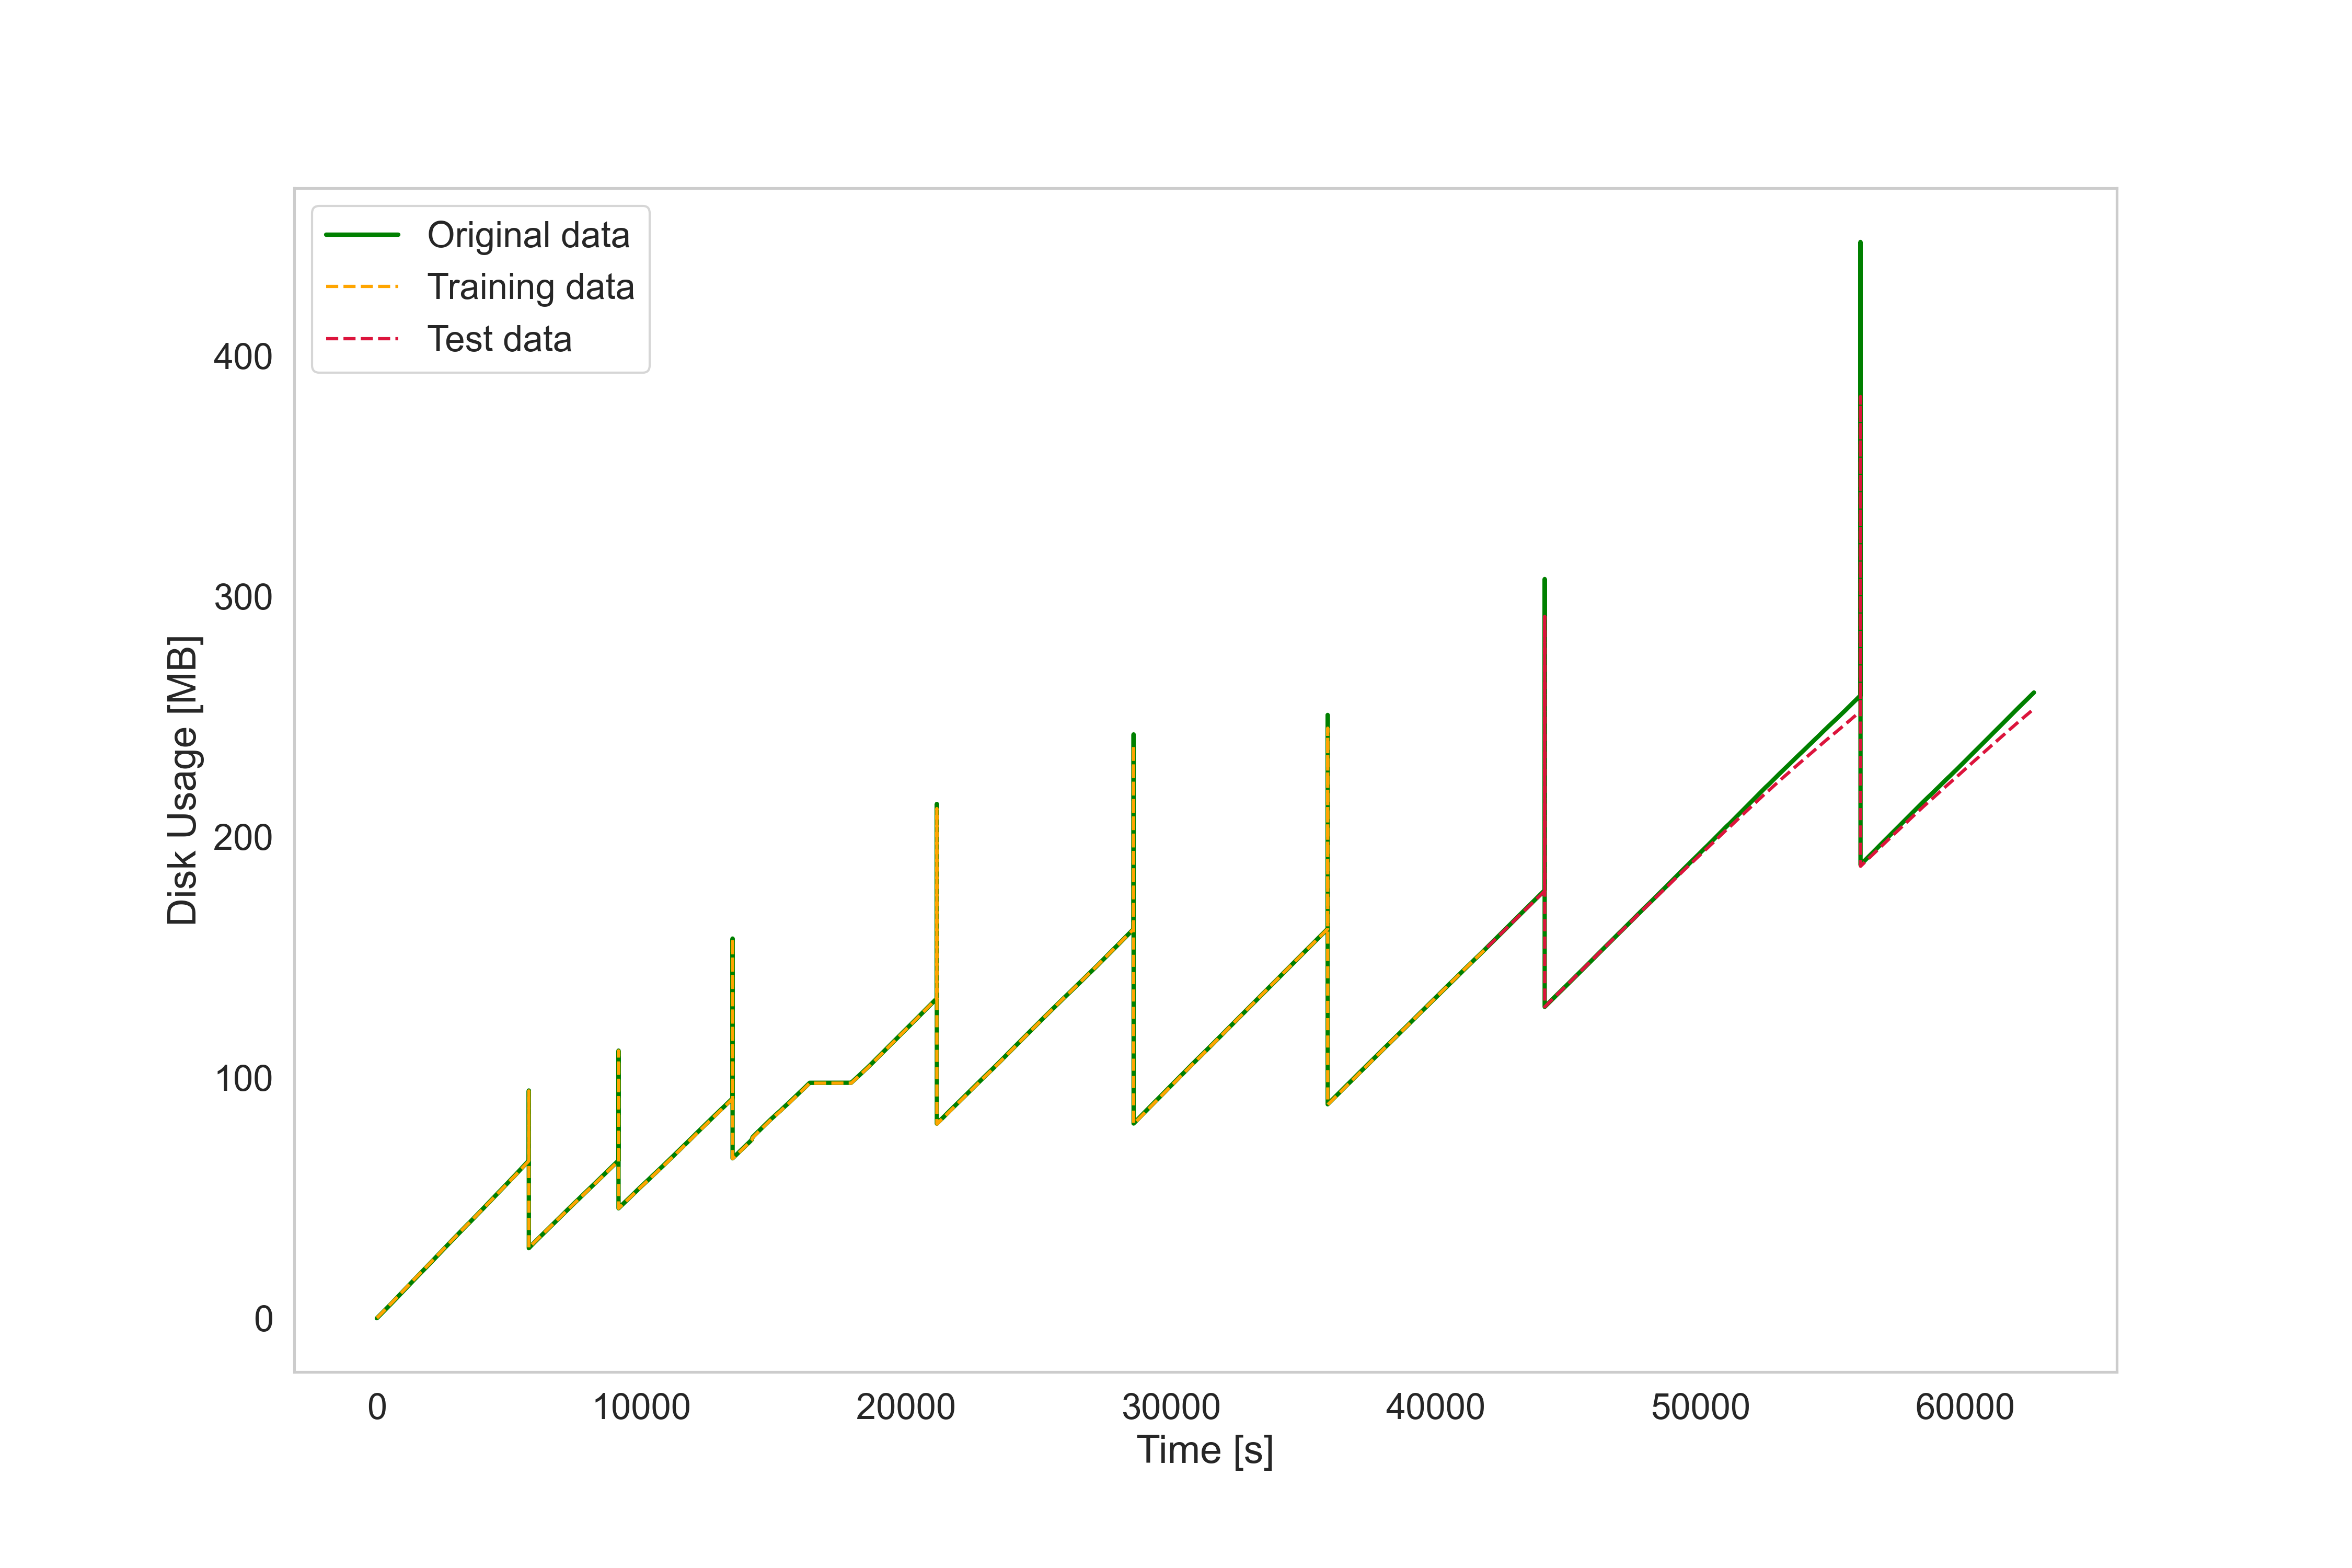 Original data
Training data
Test data
400
300
200
100
0
Disk Usage [MB]
0 10000 20000 30000 40000 50000 60000
Time [s]